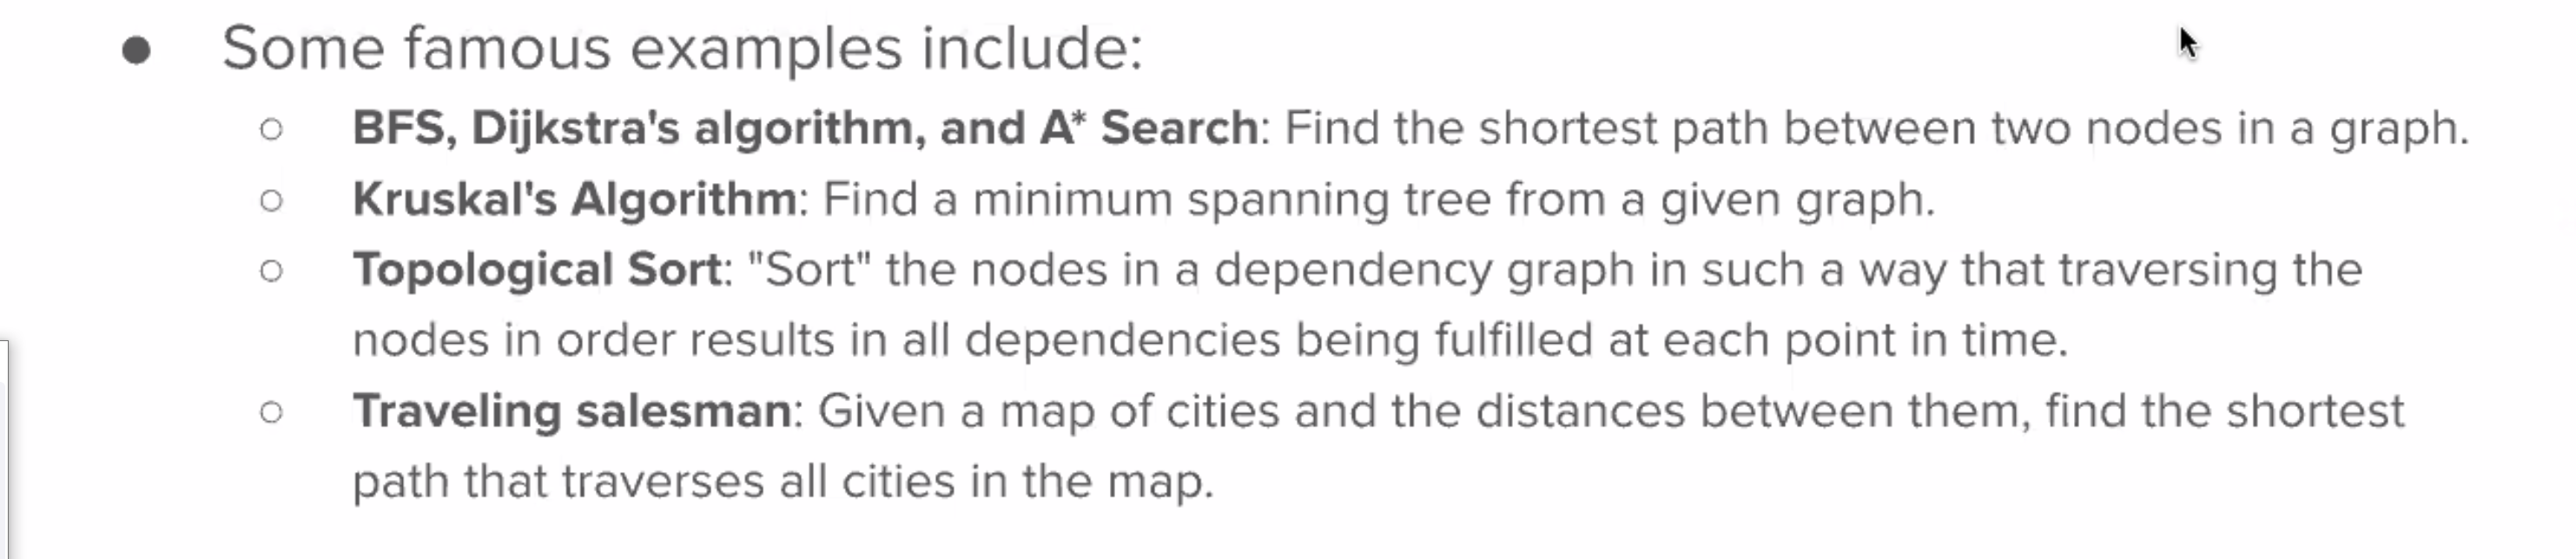 ● Some famous examples include:
○ BFS, Dijkstra's algorithm, and A* Search: Find the shortest path between two nodes in a graph.
○ Kruskal's Algorithm: Find a minimum spanning tree from a given graph.
○ Topological Sort: "Sort" the nodes in a dependency graph in such a way that traversing the
nodes in order results in all dependencies being fulfilled at each point in time.
○ Traveling salesman: Given a map of cities and the distances between them, find the shortest
path that traverses all cities in the map.